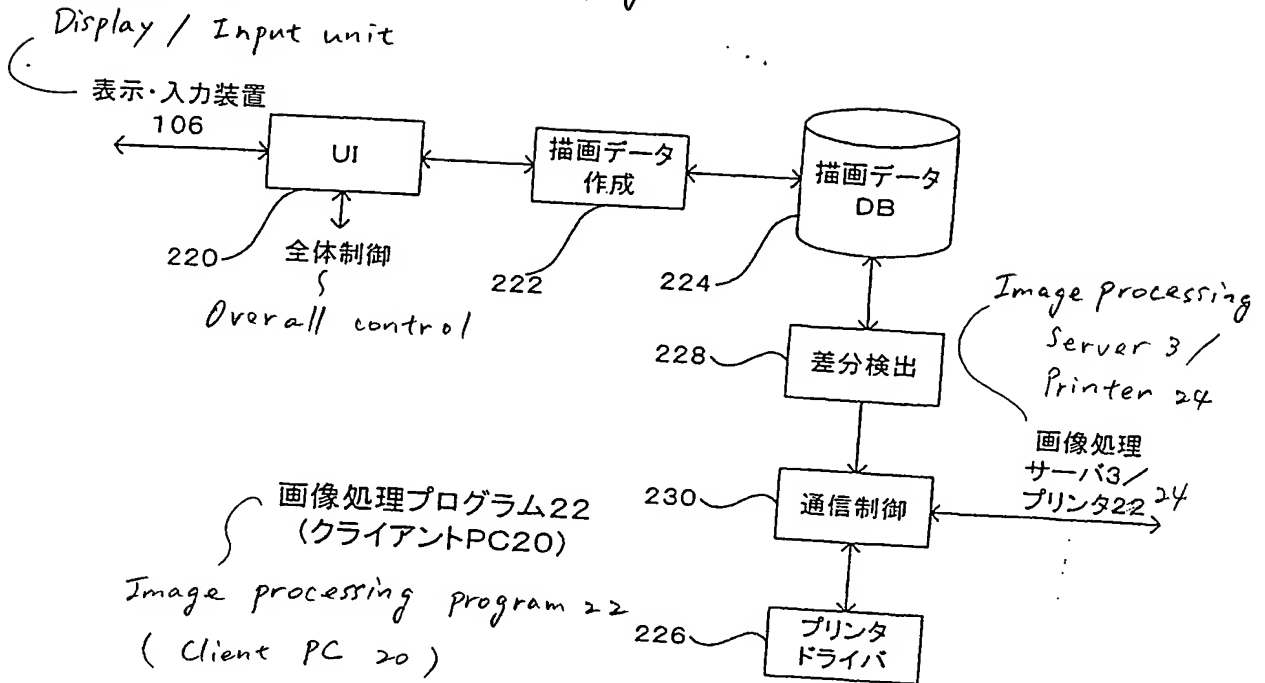 Display / Input unit
表示・入力装置
106
UI
描画データ
作成
描画データ
DB
220
全体制御
222
224
Overall control
Image processing
Server 3 /
Printer 24
228
差分検出
画像処理
サーバ3/
プリンタ22 24
230
通信制御
画像処理プログラム22
(クライアントPC20)
Image processing program 22
( Client PC 20 )
226
プリンタ
ドライバ